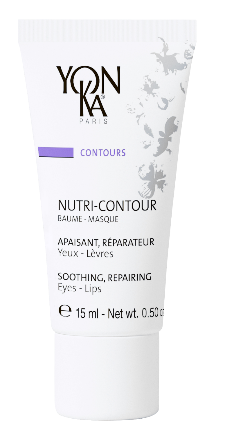 YON
KA
PARIS
CONTOURS
NUTRI-CONTOUR
BAUME-MASQUE
APAISANT, RÉPARATEUR
Yeux - Lèvres
SOOTHING, REPAIRING
Eyes - Lips
℮ 15 ml - Net wt. 0.50